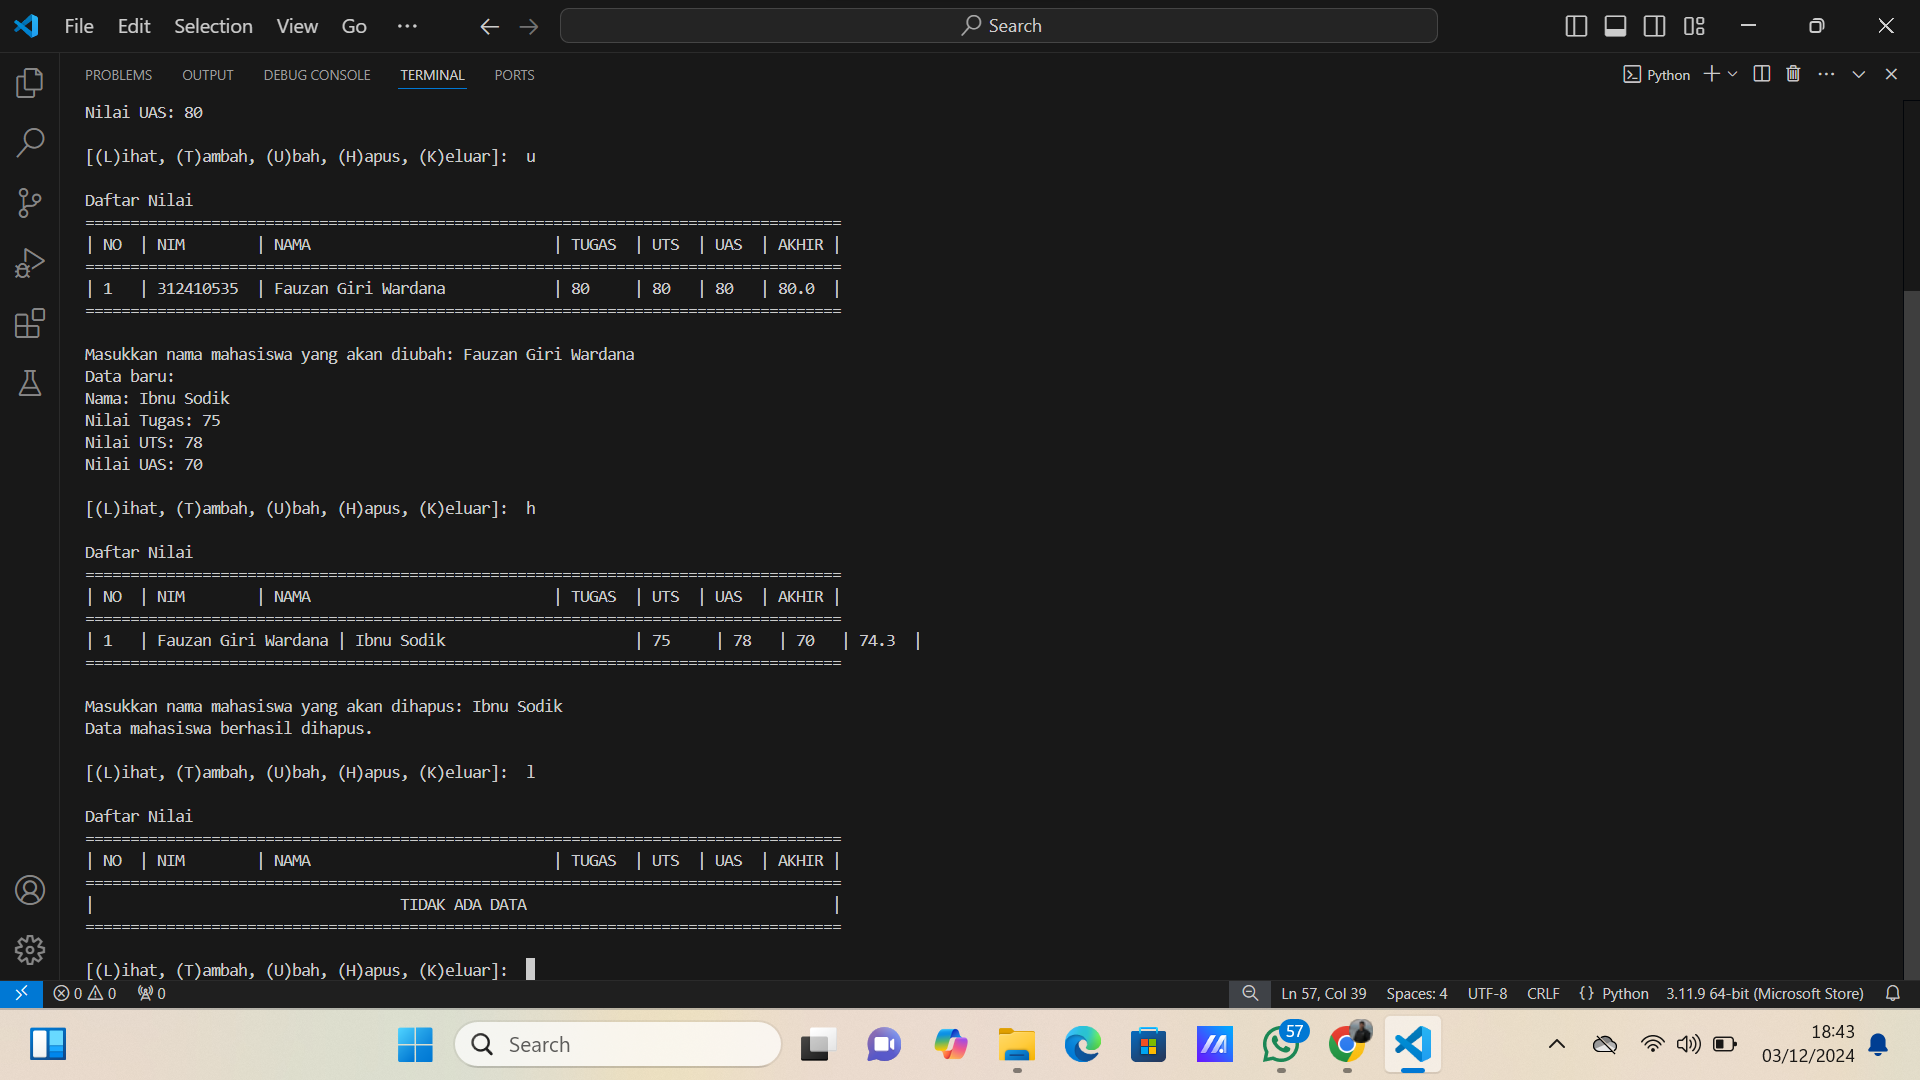 File Edit Selection View Go ··· Search
PROBLEMS OUTPUT DEBUG CONSOLE TERMINAL PORTS Python
Nilai UAS: 80
[(L)ihat, (T)ambah, (U)bah, (H)apus, (K)eluar]:  u
Daftar Nilai
====================================================================================
| NO  | NIM        | NAMA                           | TUGAS  | UTS  | UAS  | AKHIR |
====================================================================================
| 1   | 312410535  | Fauzan Giri Wardana            | 80     | 80   | 80   | 80.0  |
====================================================================================
Masukkan nama mahasiswa yang akan diubah: Fauzan Giri Wardana
Data baru:
Nama: Ibnu Sodik
Nilai Tugas: 75
Nilai UTS: 78
Nilai UAS: 70
[(L)ihat, (T)ambah, (U)bah, (H)apus, (K)eluar]:  h
Daftar Nilai
====================================================================================
| NO  | NIM        | NAMA                           | TUGAS  | UTS  | UAS  | AKHIR |
====================================================================================
| 1   | Fauzan Giri Wardana | Ibnu Sodik                     | 75     | 78   | 70   | 74.3  |
====================================================================================
Masukkan nama mahasiswa yang akan dihapus: Ibnu Sodik
Data mahasiswa berhasil dihapus.
[(L)ihat, (T)ambah, (U)bah, (H)apus, (K)eluar]:  l
Daftar Nilai
====================================================================================
| NO  | NIM        | NAMA                           | TUGAS  | UTS  | UAS  | AKHIR |
====================================================================================
|                                  TIDAK ADA DATA                                  |
====================================================================================
[(L)ihat, (T)ambah, (U)bah, (H)apus, (K)eluar]:
0 0 0 Ln 57, Col 39 Spaces: 4 UTF-8 CRLF {} Python 3.11.9 64-bit (Microsoft Store)
Search 57 18:43
03/12/2024